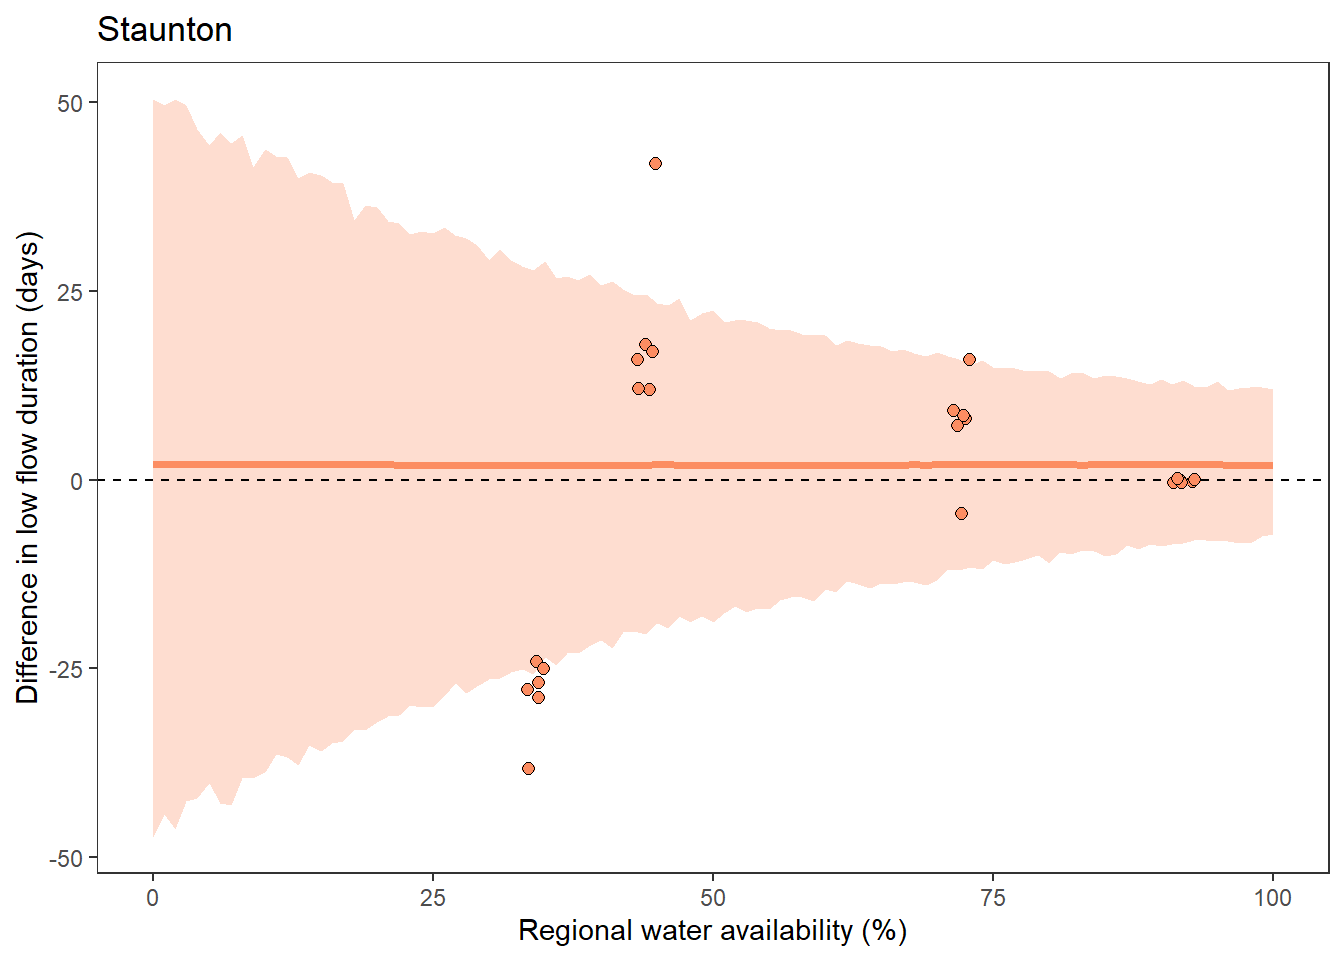 Staunton
Difference in low flow duration (days)
50
25
0
-25
-50
0 25 50 75 100
Regional water availability (%)